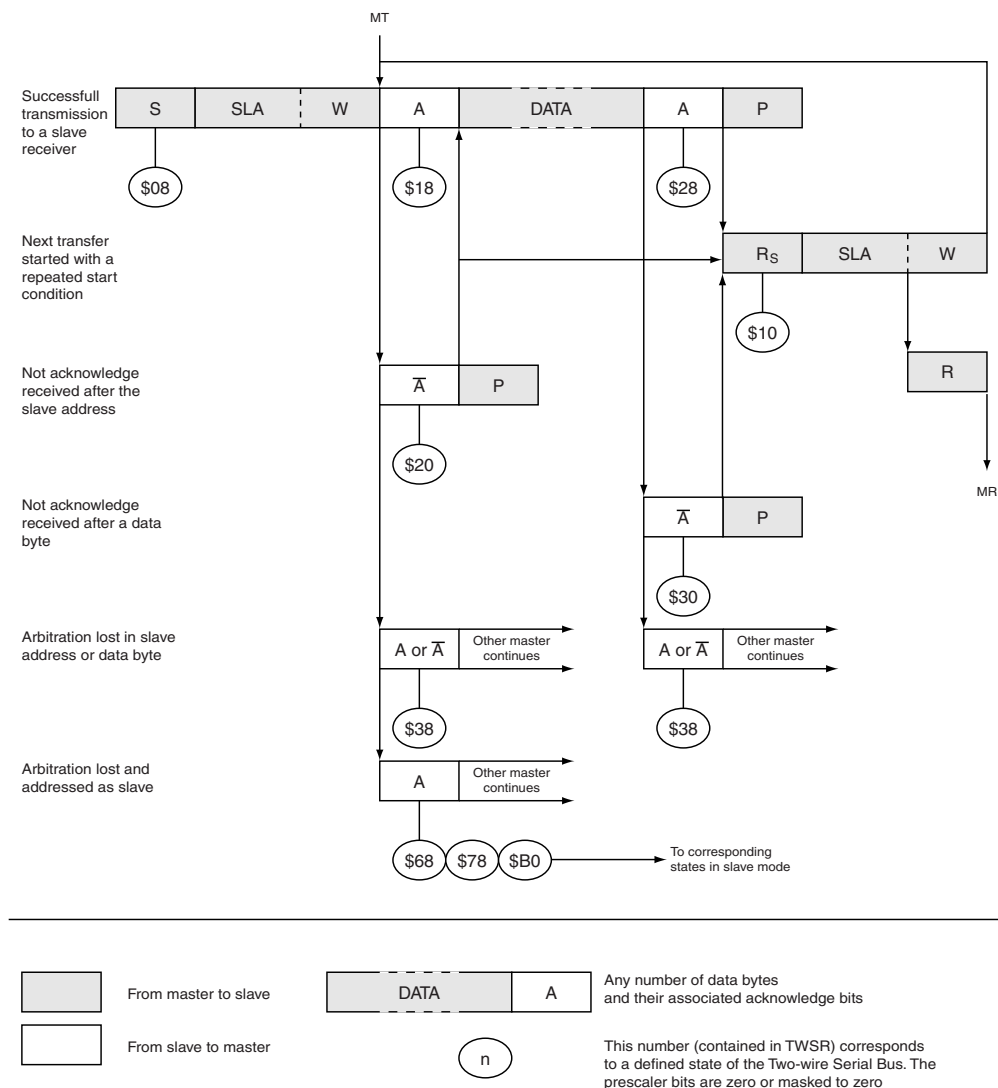 MT
Successfull
transmission
to a slave
receiver
S SLA W A DATA A P
$08 $18 $28
Next transfer
started with a
repeated start
condition
RS SLA W
$10
Not acknowledge
received after the
slave address
A̅ P
R
$20
MR
Not acknowledge
received after a data
byte
A̅ P
$30
Arbitration lost in slave
address or data byte
A or A̅ Other master
continues
A or A̅ Other master
continues
$38 $38
Arbitration lost and
addressed as slave
A Other master
continues
$68 $78 $B0
To corresponding
states in slave mode
From master to slave
DATA A
Any number of data bytes
and their associated acknowledge bits
From slave to master
n
This number (contained in TWSR) corresponds
to a defined state of the Two-wire Serial Bus. The
prescaler bits are zero or masked to zero